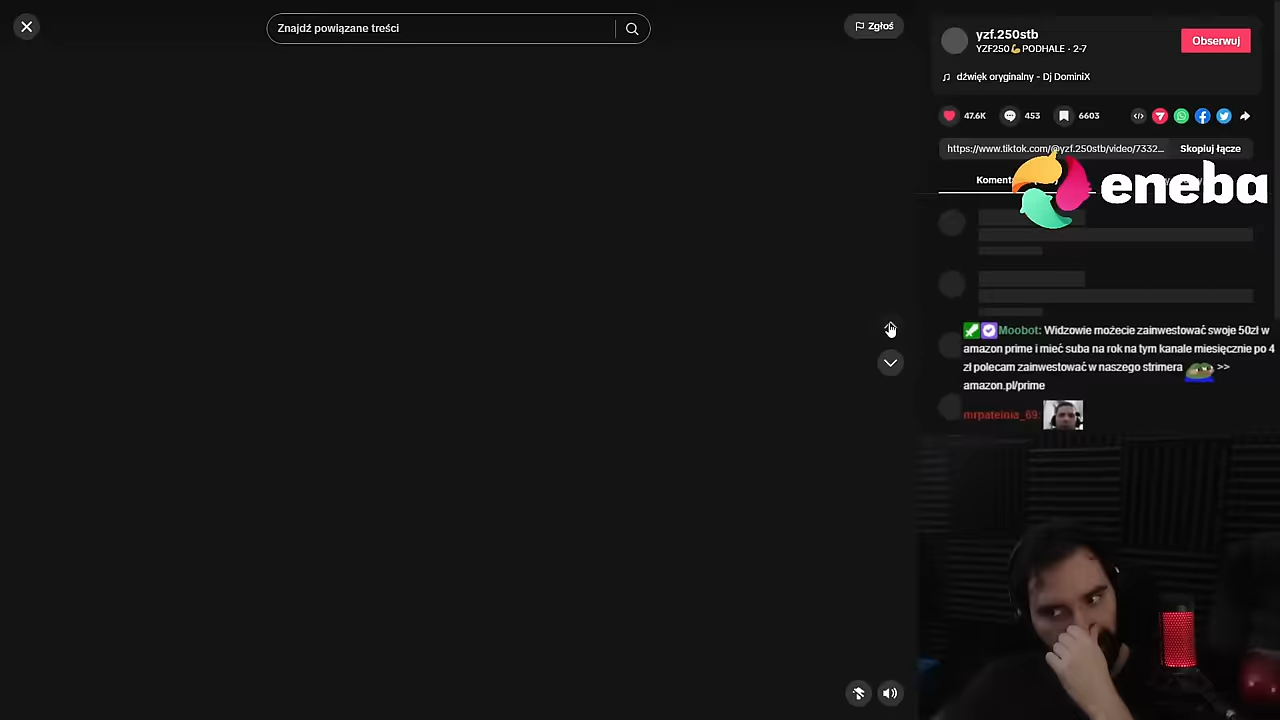 Znajdź powiązane treści
Zgłoś
yzf.250stb
YZF250💪PODHALE · 2-7
Obserwuj
dźwięk oryginalny - Dj DominiX
47.6K
453
6603
https://www.tiktok.com/@yzf.250stb/video/7332...
Skopiuj łącze
eneba
Moobot: Widzowie możecie zainwestować swoje 50zł w
amazon prime i mieć suba na rok na tym kanale miesięcznie po 4
zł polecam zainwestować w naszego strimera >>
amazon.pl/prime